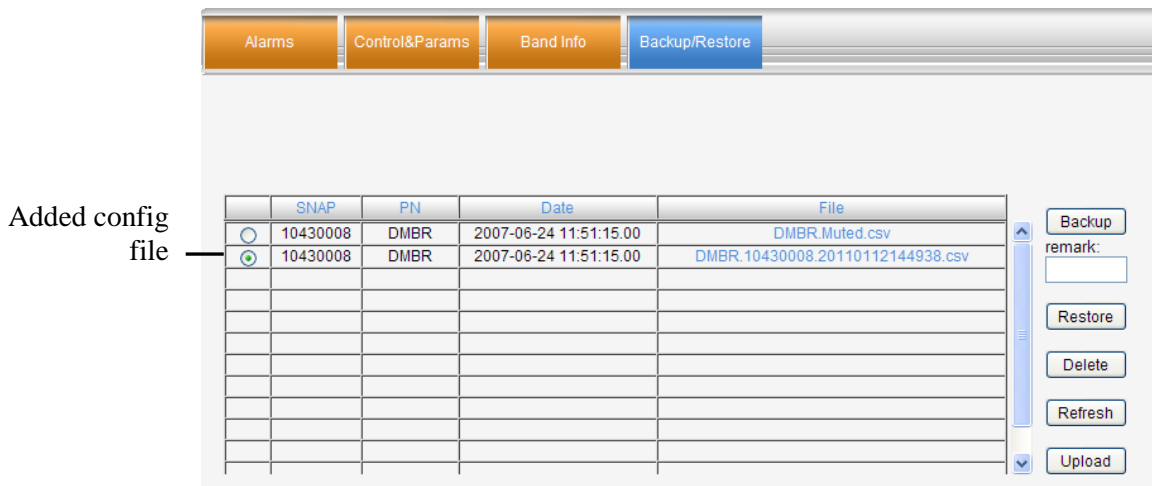 Alarms Control&Params Band Info Backup/Restore
Added config
file
SNAP PN Date File
10430008 DMBR 2007-06-24 11:51:15.00 DMBR.Muted.csv
10430008 DMBR 2007-06-24 11:51:15.00 DMBR.10430008.20110112144938.csv
Backup
remark:
Restore
Delete
Refresh
Upload